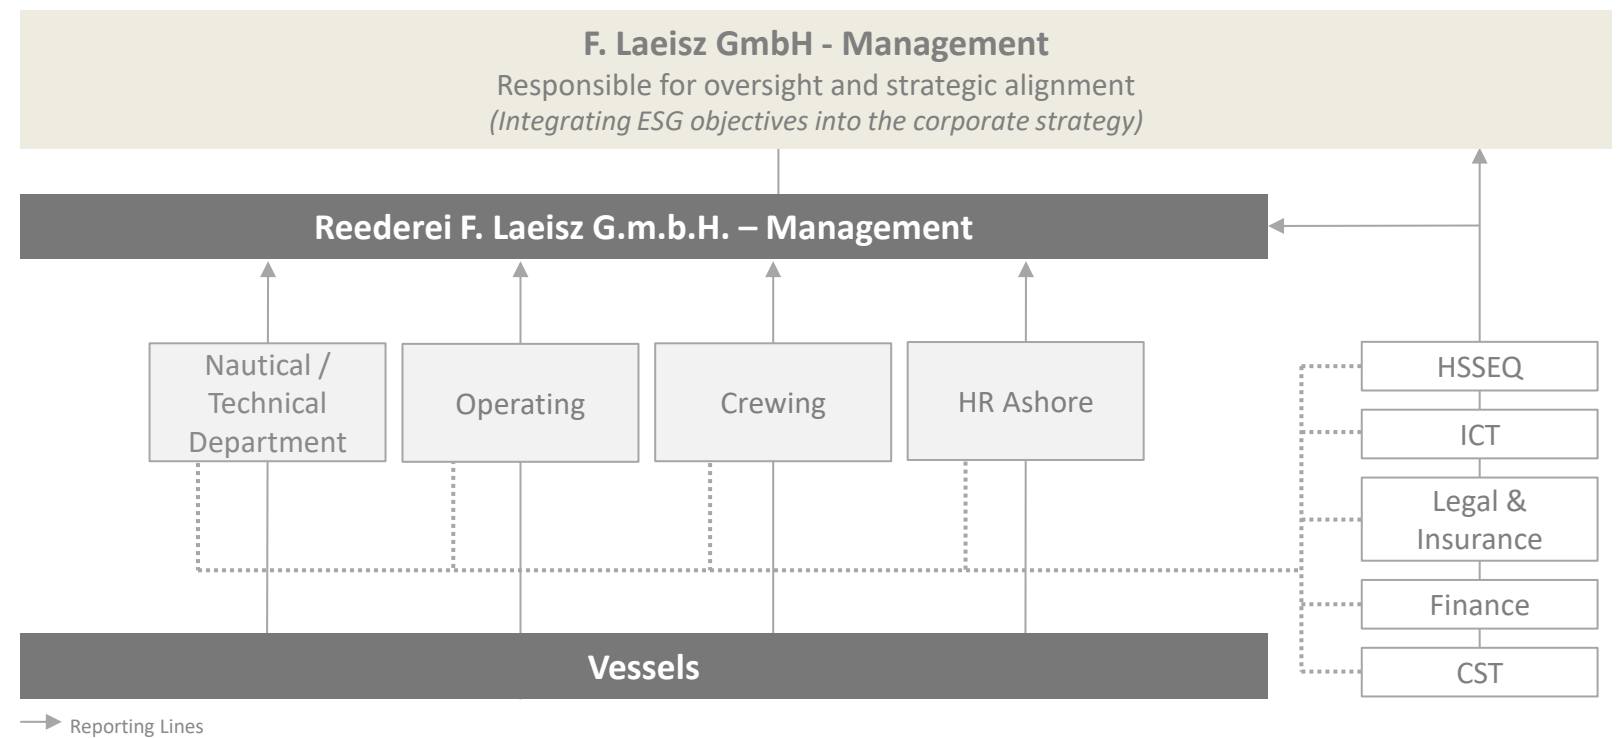 F. Laeisz GmbH - Management
Responsible for oversight and strategic alignment
(Integrating ESG objectives into the corporate strategy)
Reederei F. Laeisz G.m.b.H. – Management
Nautical /
Technical
Department
Operating
Crewing
HR Ashore
HSSEQ
ICT
Legal &
Insurance
Finance
CST
Vessels
Reporting Lines